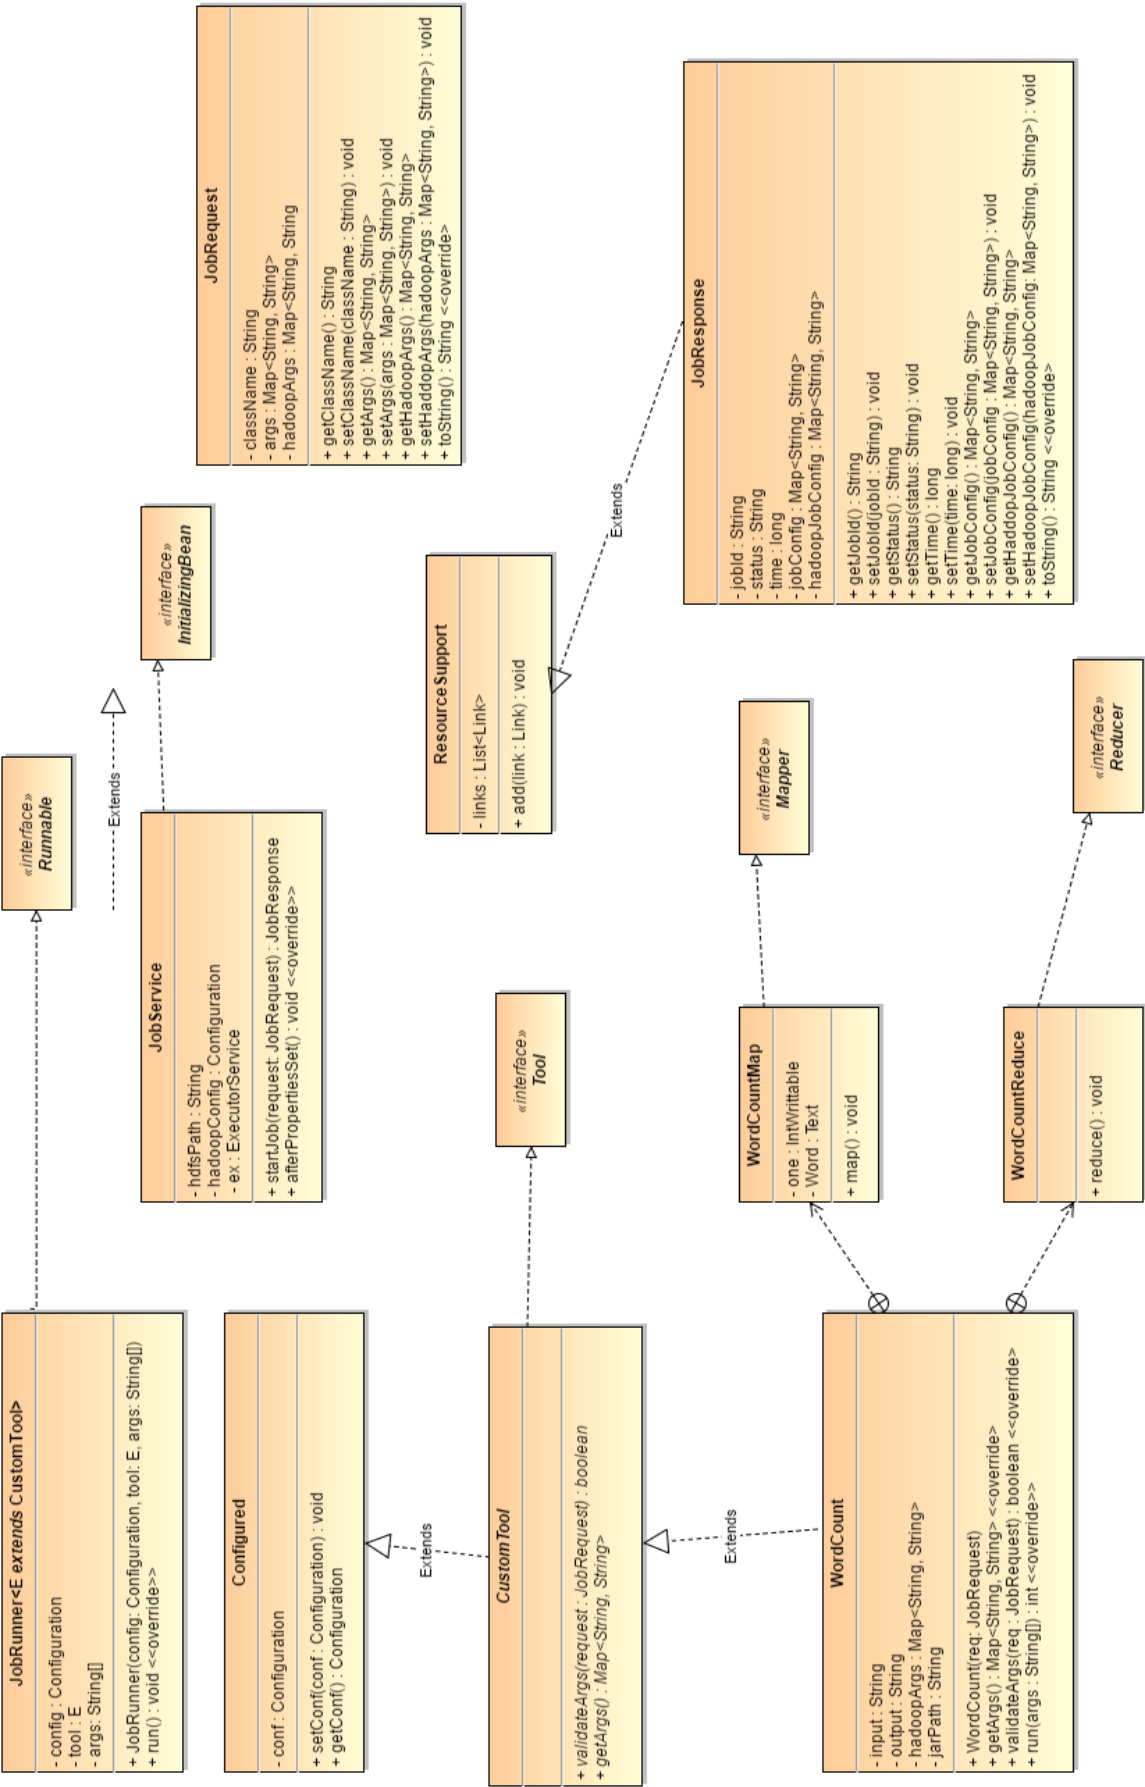 JobRunner<E extends CustomTool>
- config : Configuration
- tool : E
- args: String[]
+ JobRunner(config: Configuration, tool: E, args: String[])
+ run() : void <<override>>
«interface»
Runnable
Extends
JobService
- hdfsPath : String
- hadoopConfig : Configuration
- ex : ExecutorService
+ startJob(request: JobRequest) : JobResponse
+ afterPropertiesSet() : void <<override>>
«interface»
InitializingBean
JobRequest
- className : String
- args : Map<String, String>
- hadoopArgs : Map<String, String
+ getClassName() : String
+ setClassName(className : String) : void
+ getArgs() : Map<String, String>
+ setArgs(args : Map<String, String>) : void
+ getHadoopArgs() : Map<String, String>
+ setHaddopArgs(hadoopArgs : Map<String, String>) : void
+ toString() : String <<override>
Configured
- conf : Configuration
+ setConf(conf : Configuration) : void
+ getConf() : Configuration
Extends
ResourceSupport
- links : List<Link>
+ add(link : Link) : void
Extends
CustomTool
+ validateArgs(request : JobRequest) : boolean
+ getArgs() : Map<String, String>
«interface»
Tool
Extends
JobResponse
- jobId : String
- status : String
- time : long
- jobConfig : Map<String, String>
- hadoopJobConfig : Map<String, String>
+ getJobId() : String
+ setJobId(jobId : String) : void
+ getStatus() : String
+ setStatus(status: String) : void
+ getTime() : long
+ setTime(time: long) : void
+ getJobConfig() : Map<String, String>
+ setJobConfig(jobConfig : Map<String, String>) : void
+ getHaddopJobConfig() : Map<String, String>
+ setHadoopJobConfig(hadoopJobConfig: Map<String, String>) : void
+ toString() : String <<override>
WordCountMap
- one : IntWrittable
- Word : Text
+ map() : void
«interface»
Mapper
WordCount
- input : String
- output : String
- hadoopArgs : Map<String, String>
- jarPath : String
+ WordCount(req: JobRequest)
+ getArgs() : Map<String, String> <<override>
+ validateArgs(req : JobRequest) : boolean <<override>
+ run(args : String[]) : int <<override>>
WordCountReduce
+ reduce() : void
«interface»
Reducer